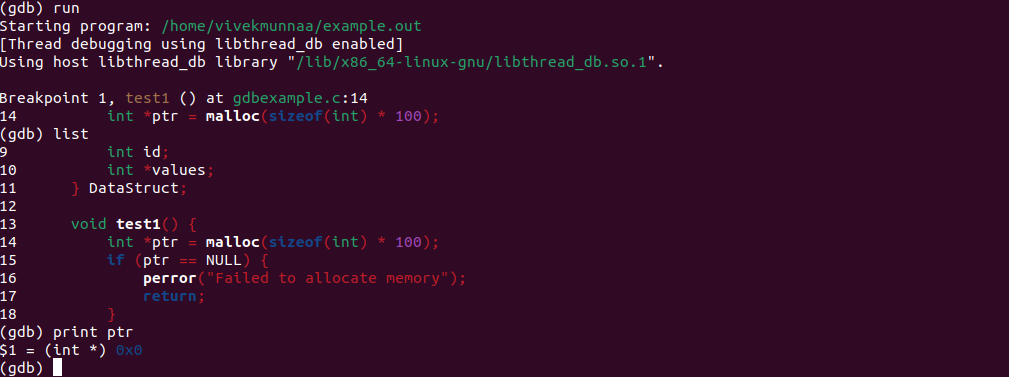 (gdb) run
Starting program: /home/vivekmunnaa/example.out
[Thread debugging using libthread_db enabled]
Using host libthread_db library "/lib/x86_64-linux-gnu/libthread_db.so.1".

Breakpoint 1, test1 () at gdbexample.c:14
14          int *ptr = malloc(sizeof(int) * 100);
(gdb) list
9           int id;
10          int *values;
11      } DataStruct;
12
13      void test1() {
14          int *ptr = malloc(sizeof(int) * 100);
15          if (ptr == NULL) {
16              perror("Failed to allocate memory");
17              return;
18          }
(gdb) print ptr
$1 = (int *) 0x0
(gdb)